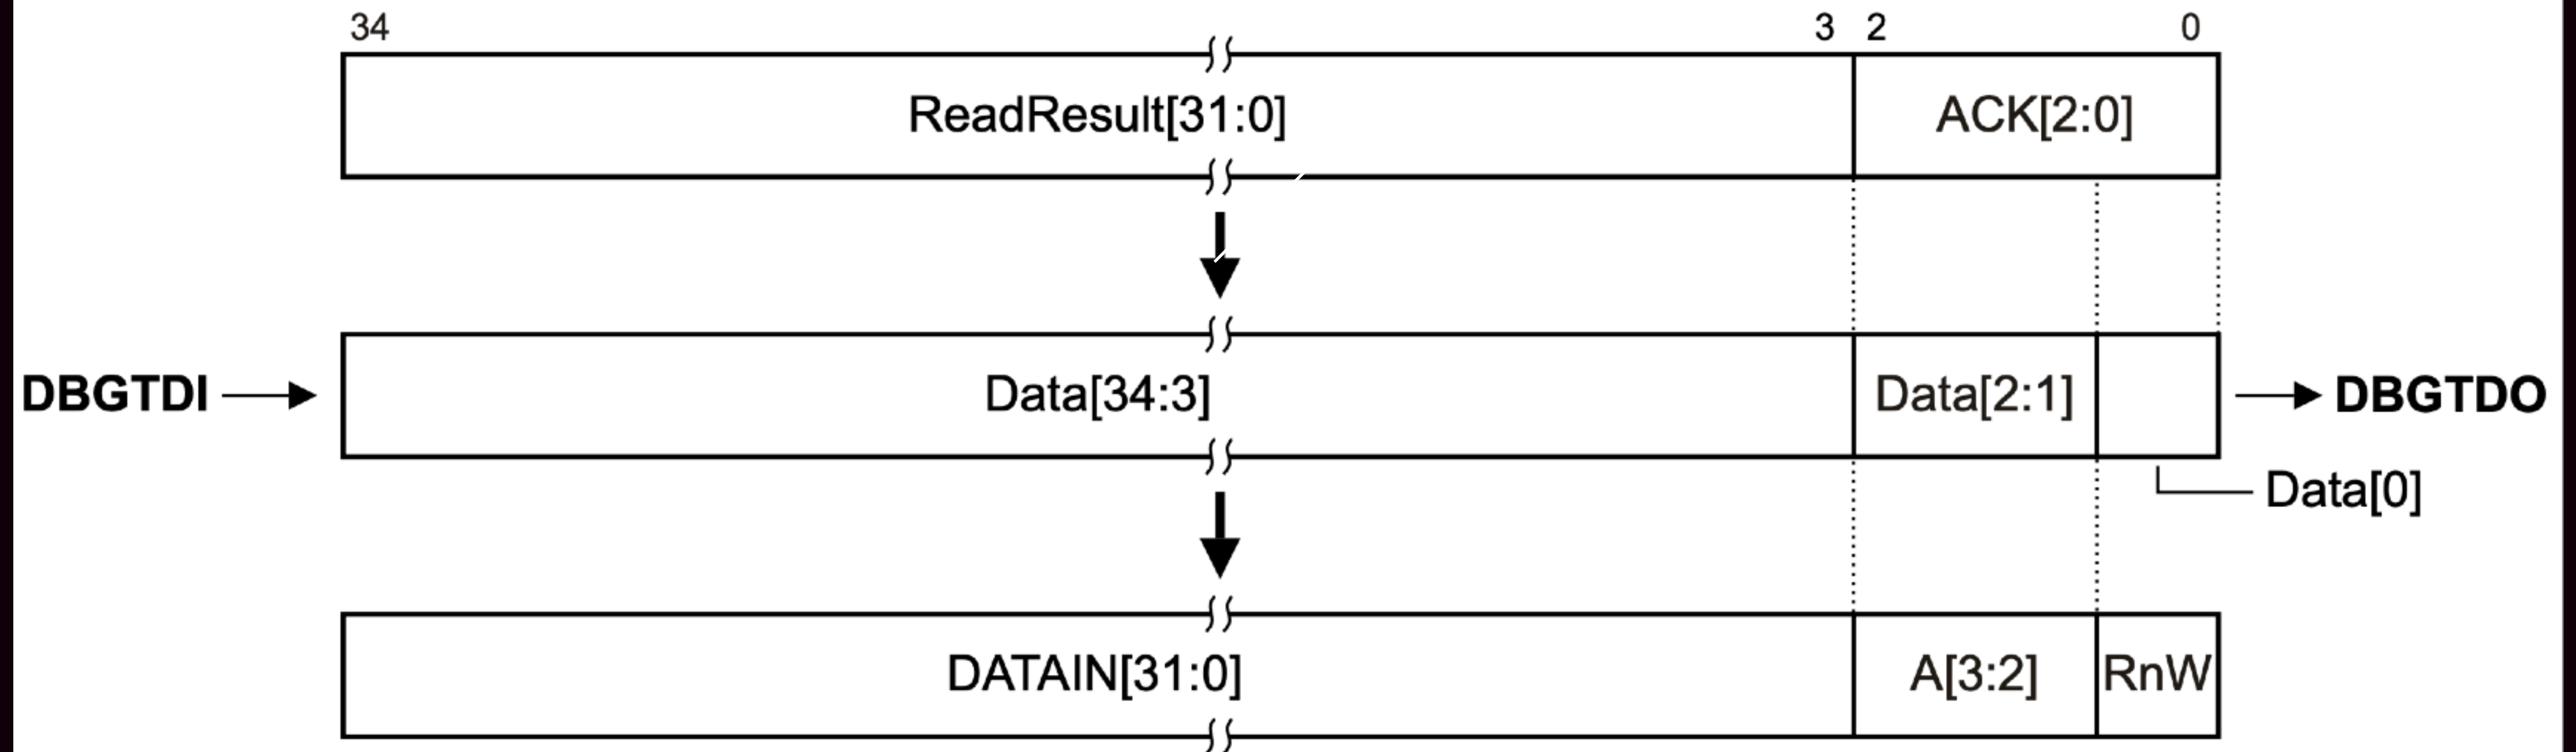 34 3 2 0
ReadResult[31:0] ACK[2:0]
DBGTDI Data[34:3] Data[2:1] DBGTDO
Data[0]
DATAIN[31:0] A[3:2] RnW